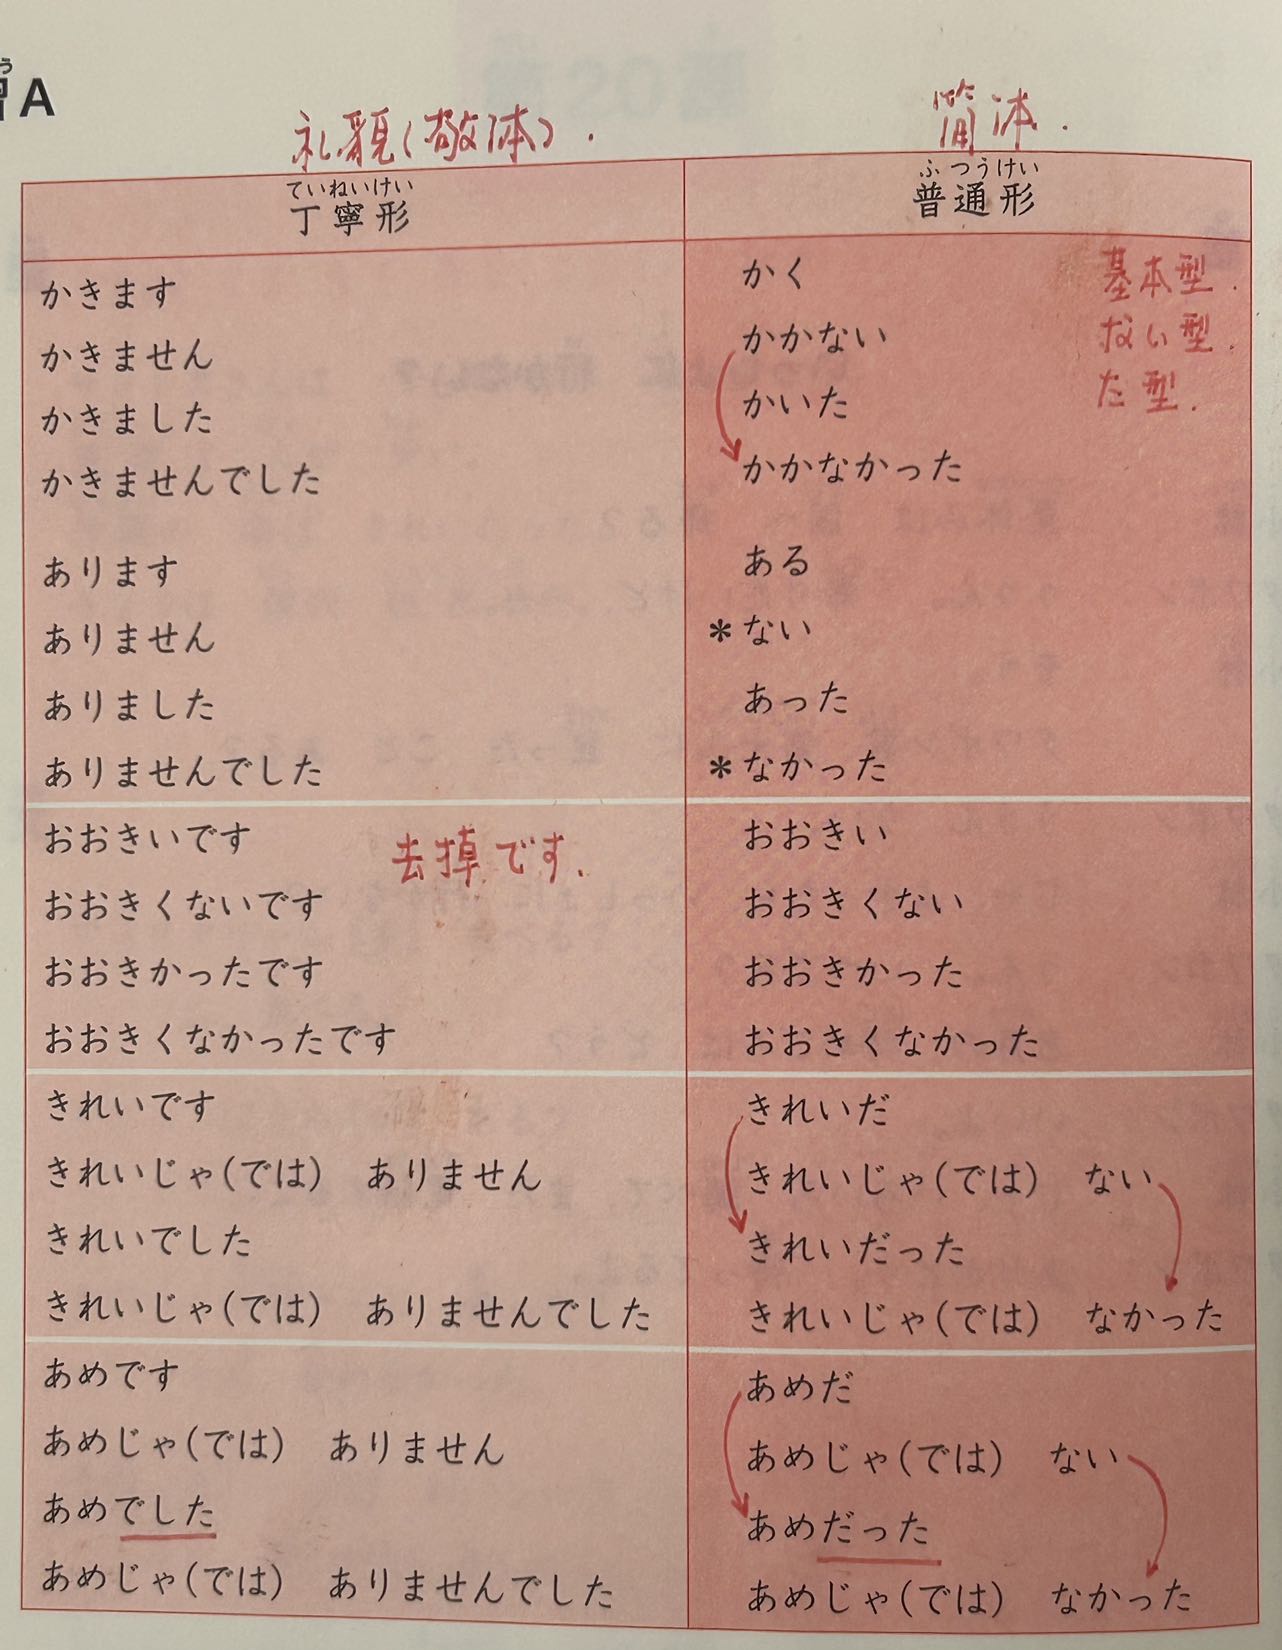 習A
礼貌(敬体). 简体.
ていねいけい ふつうけい
丁寧形 普通形
かきます かく 基本型.
かきません かかない ない型.
かきました かいた た型.
かきませんでした かかなかった
あります ある
ありません *ない
ありました あった
ありませんでした *なかった
おおきいです 去掉です. おおきい
おおきくないです おおきくない
おおきかったです おおきかった
おおきくなかったです おおきくなかった
きれいです きれいだ
きれいじゃ(では) ありません きれいじゃ(では) ない
きれいでした きれいだった
きれいじゃ(では) ありませんでした きれいじゃ(では) なかった
あめです あめだ
あめじゃ(では) ありません あめじゃ(では) ない
あめでした あめだった
あめじゃ(では) ありませんでした あめじゃ(では) なかった